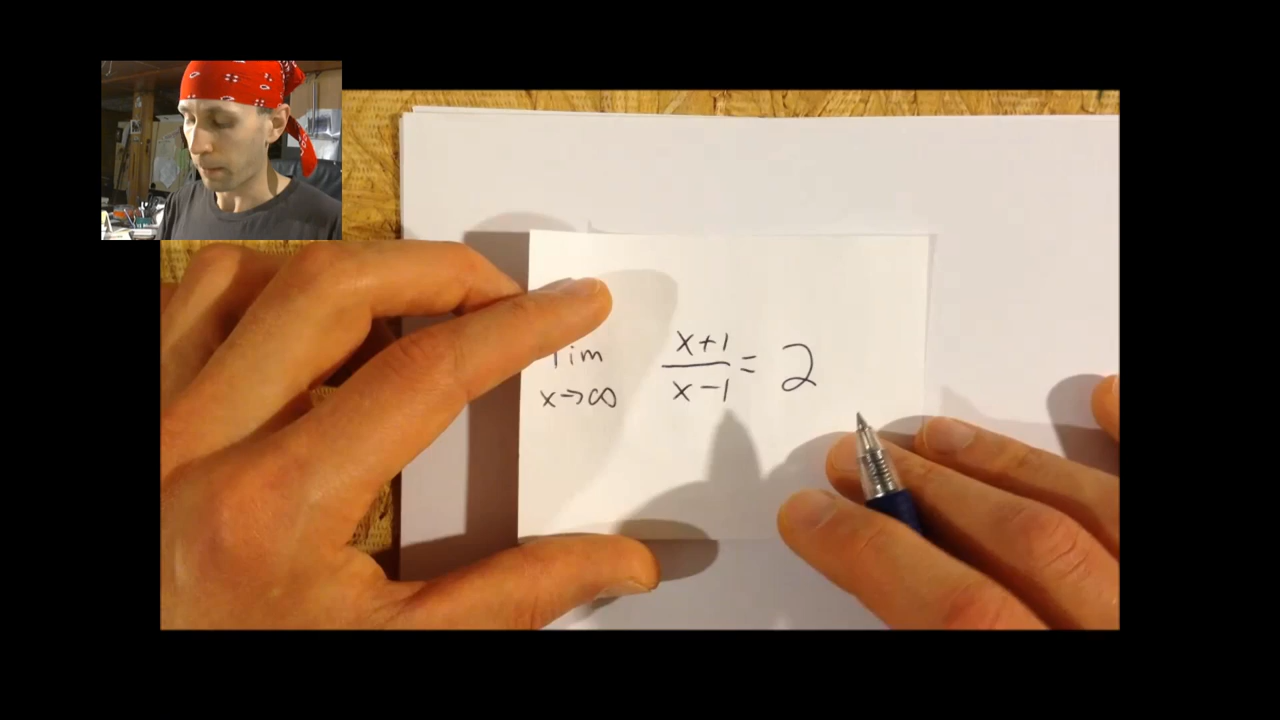 lim x+1
x→∞ x-1 = 2